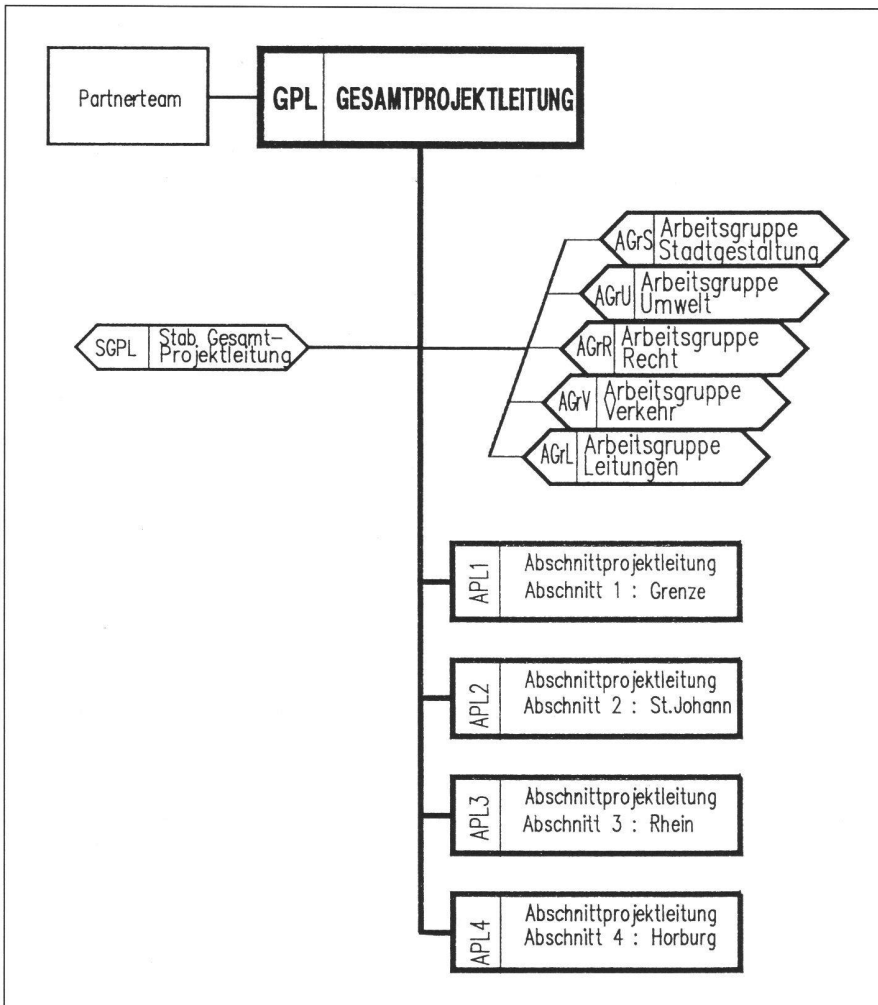 Partnerteam
GPL GESAMTPROJEKTLEITUNG
AGrS Arbeitsgruppe
Stadtgestaltung
AGrU Arbeitsgruppe
Umwelt
SGPL Stab Gesamt-
Projektleitung
AGrR Arbeitsgruppe
Recht
AGrV Arbeitsgruppe
Verkehr
AGrL Arbeitsgruppe
Leitungen
APL1 Abschnittprojektleitung
Abschnitt 1 : Grenze
APL2 Abschnittprojektleitung
Abschnitt 2 : St.Johann
APL3 Abschnittprojektleitung
Abschnitt 3 : Rhein
APL4 Abschnittprojektleitung
Abschnitt 4 : Horburg